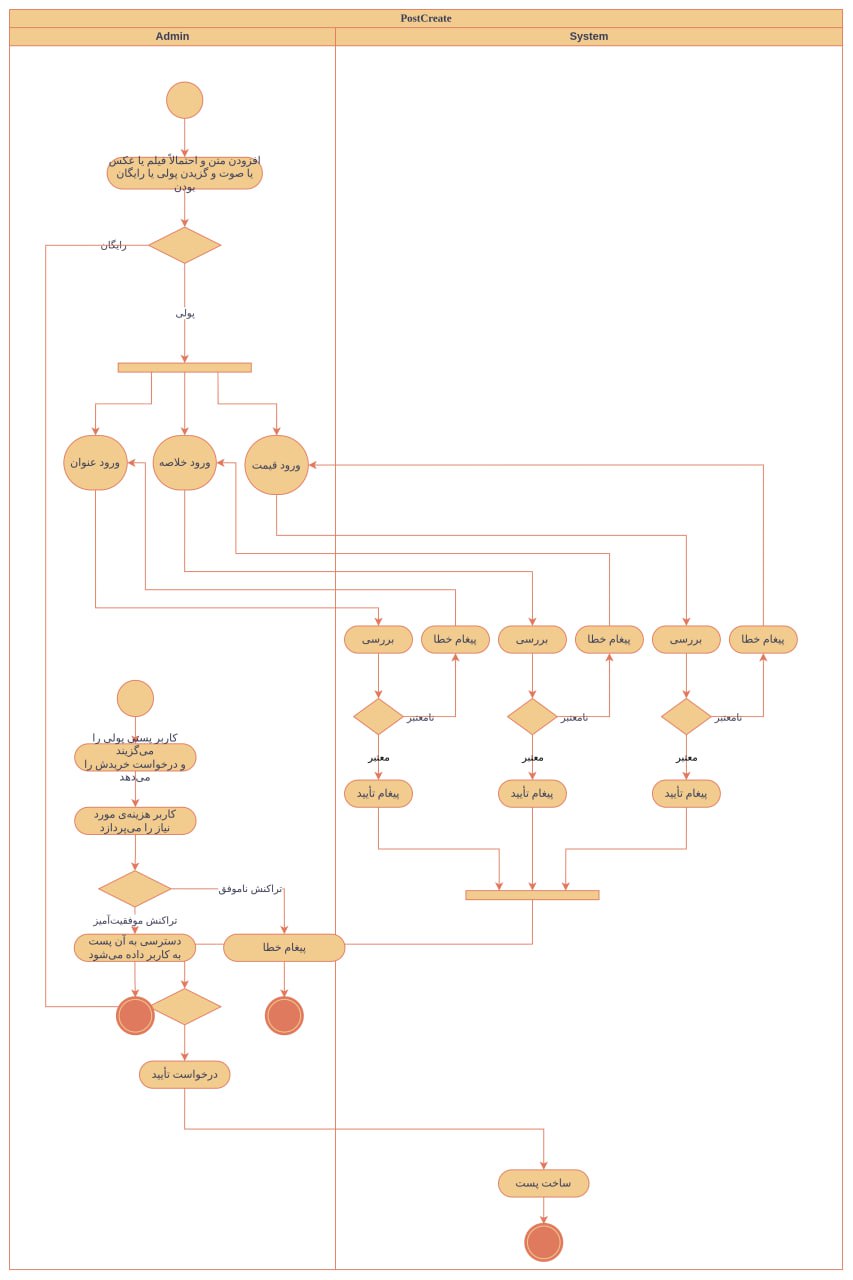 PostCreate
Admin
System
افزودن متن و احتمالاً فیلم یا عکس
یا صوت و گزیدن پولی یا رایگان
بودن
رایگان
پولی
ورود عنوان
ورود خلاصه
ورود قیمت
بررسی
پیغام خطا
بررسی
پیغام خطا
بررسی
پیغام خطا
نامعتبر
نامعتبر
نامعتبر
معتبر
معتبر
معتبر
پیغام تأیید
پیغام تأیید
پیغام تأیید
کاربر پستی پولی را
می‌گزیند
و درخواست خریدش را
می‌دهد
کاربر هزینه‌ی مورد
نیاز را می‌پردازد
تراکنش ناموفق
تراکنش موفقیت‌آمیز
دسترسی به آن پست
به کاربر داده می‌شود
پیغام خطا
درخواست تأیید
ساخت پست